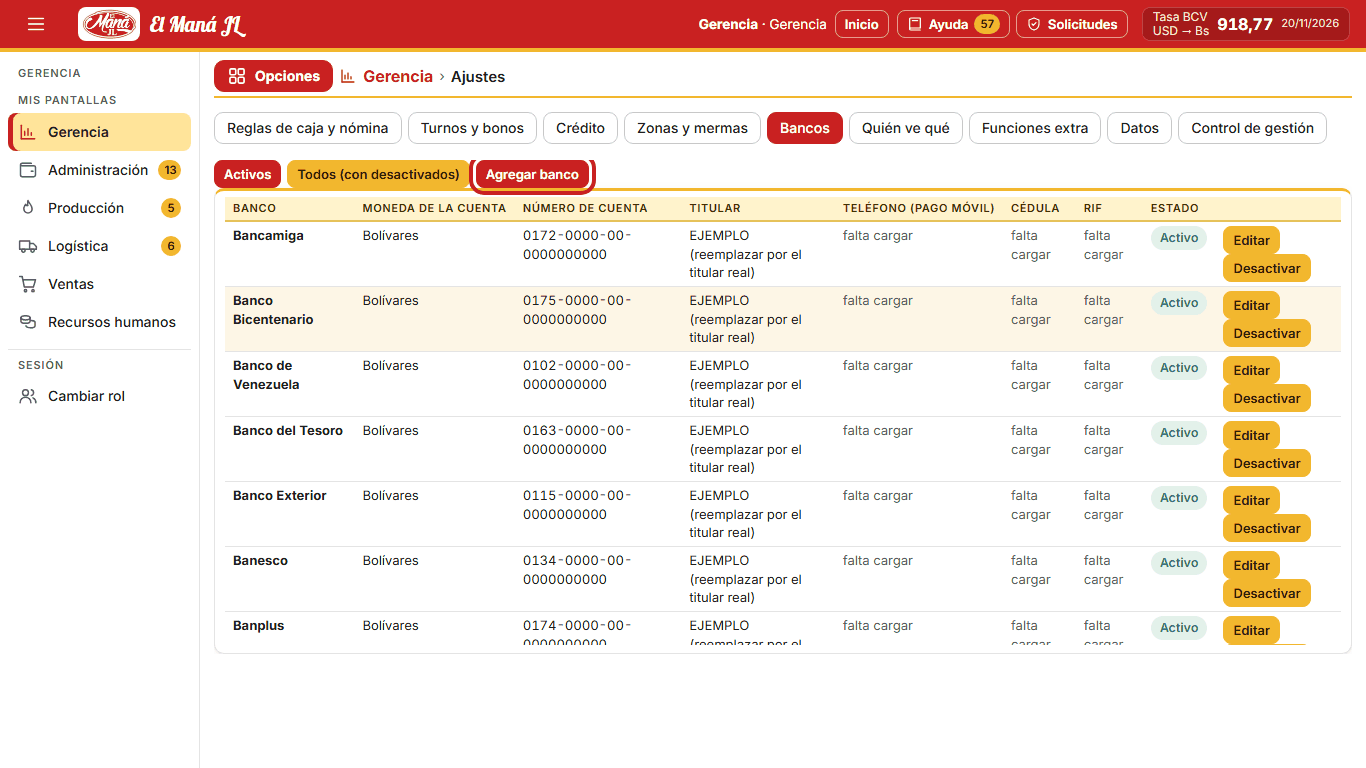 El Maná JL
Gerencia · Gerencia
Inicio
Ayuda 57
Solicitudes
Tasa BCV
USD → Bs
918,77
20/11/2026
GERENCIA
MIS PANTALLAS
Gerencia
Administración 13
Producción 5
Logística 6
Ventas
Recursos humanos
SESIÓN
Cambiar rol
Opciones
Gerencia › Ajustes
Reglas de caja y nómina
Turnos y bonos
Crédito
Zonas y mermas
Bancos
Quién ve qué
Funciones extra
Datos
Control de gestión
Activos
Todos (con desactivados)
Agregar banco
BANCO MONEDA DE LA CUENTA NÚMERO DE CUENTA TITULAR TELÉFONO (PAGO MÓVIL) CÉDULA RIF ESTADO
Bancamiga Bolívares 0172-0000-00- EJEMPLO falta cargar falta falta Activo Editar
0000000000 (reemplazar por el cargar cargar
titular real) Desactivar
Banco Bolívares 0175-0000-00- EJEMPLO falta cargar falta falta Activo Editar
Bicentenario 0000000000 (reemplazar por el cargar cargar
titular real) Desactivar
Banco de Bolívares 0102-0000-00- EJEMPLO falta cargar falta falta Activo Editar
Venezuela 0000000000 (reemplazar por el cargar cargar
titular real) Desactivar
Banco del Tesoro Bolívares 0163-0000-00- EJEMPLO falta cargar falta falta Activo Editar
0000000000 (reemplazar por el cargar cargar
titular real) Desactivar
Banco Exterior Bolívares 0115-0000-00- EJEMPLO falta cargar falta falta Activo Editar
0000000000 (reemplazar por el cargar cargar
titular real) Desactivar
Banesco Bolívares 0134-0000-00- EJEMPLO falta cargar falta falta Activo Editar
0000000000 (reemplazar por el cargar cargar
titular real) Desactivar
Banplus Bolívares 0174-0000-00- EJEMPLO falta cargar falta falta Activo Editar
0000000000 (reemplazar por el cargar cargar